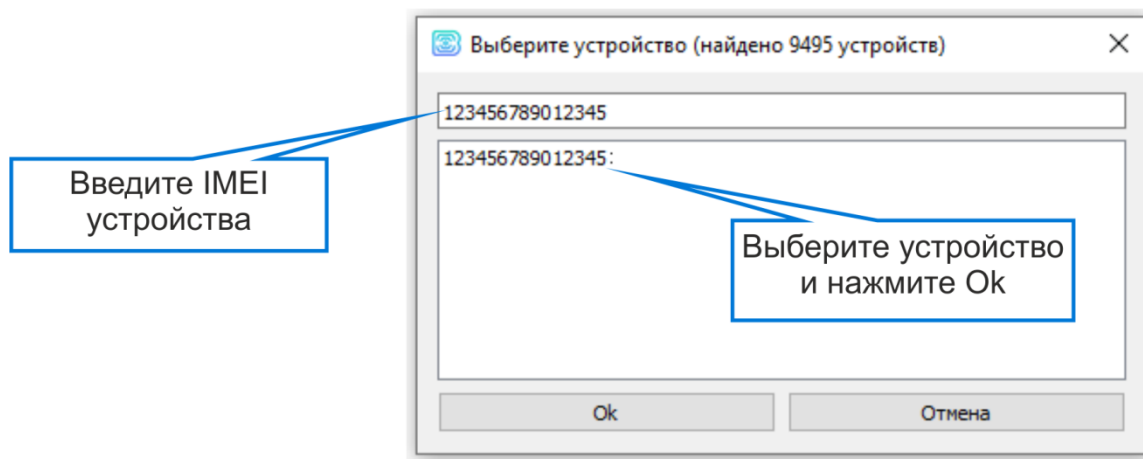 Выберите устройство (найдено 9495 устройств)
123456789012345
123456789012345:
Введите IMEI
устройства
Выберите устройство
и нажмите Ok
Ok
Отмена